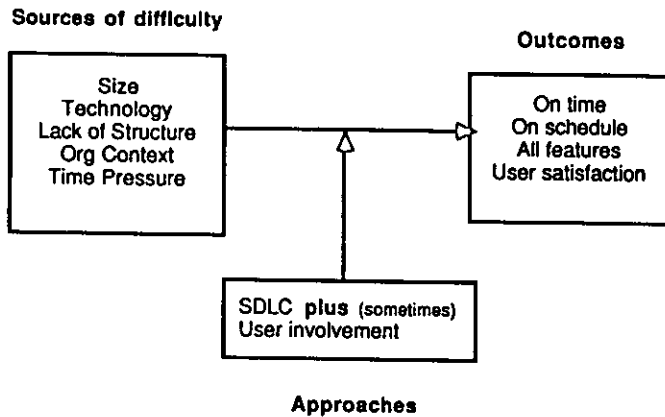 Sources of difficulty
Size
Technology
Lack of Structure
Org Context
Time Pressure
Outcomes
On time
On schedule
All features
User satisfaction
SDLC plus (sometimes)
User involvement
Approaches